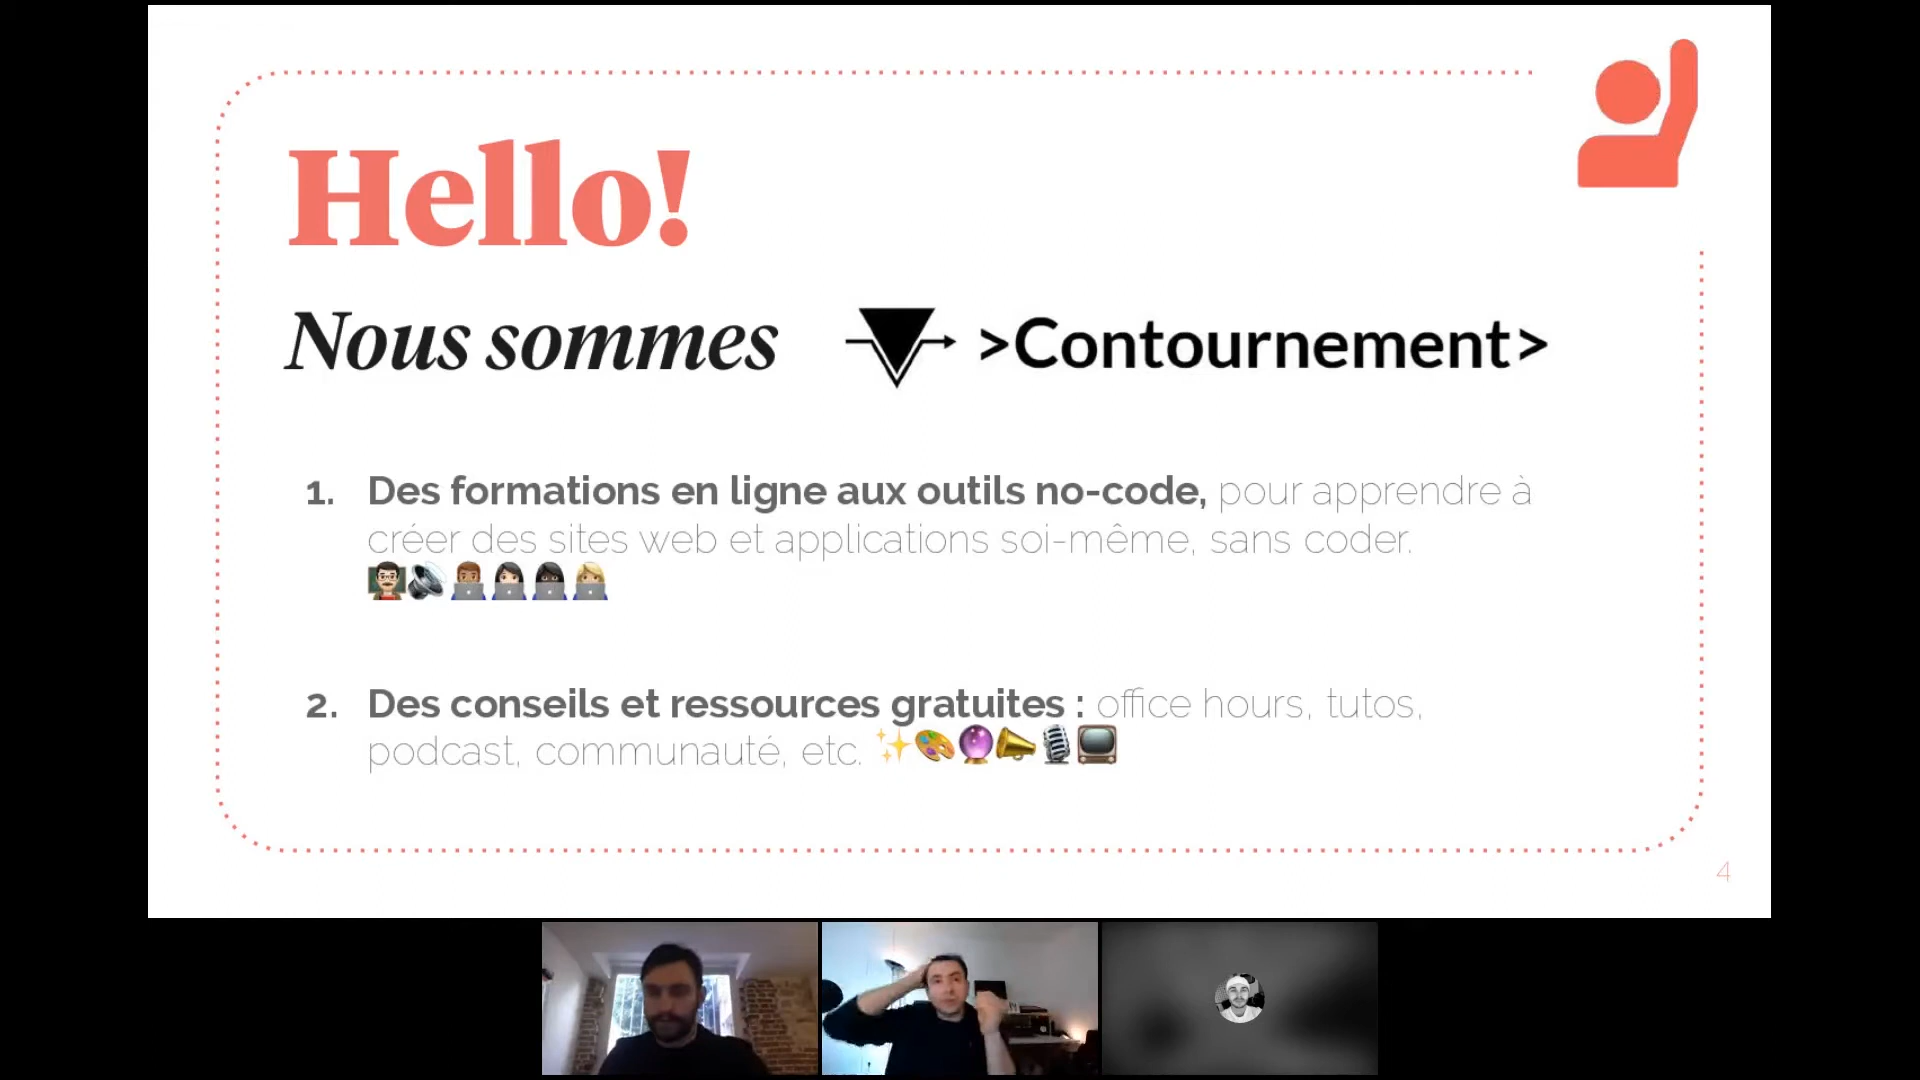 Hello!
Nous sommes >Contournement>
1. Des formations en ligne aux outils no-code, pour apprendre à
créer des sites web et applications soi-même, sans coder.
2. Des conseils et ressources gratuites : office hours, tutos,
podcast, communauté, etc.
4